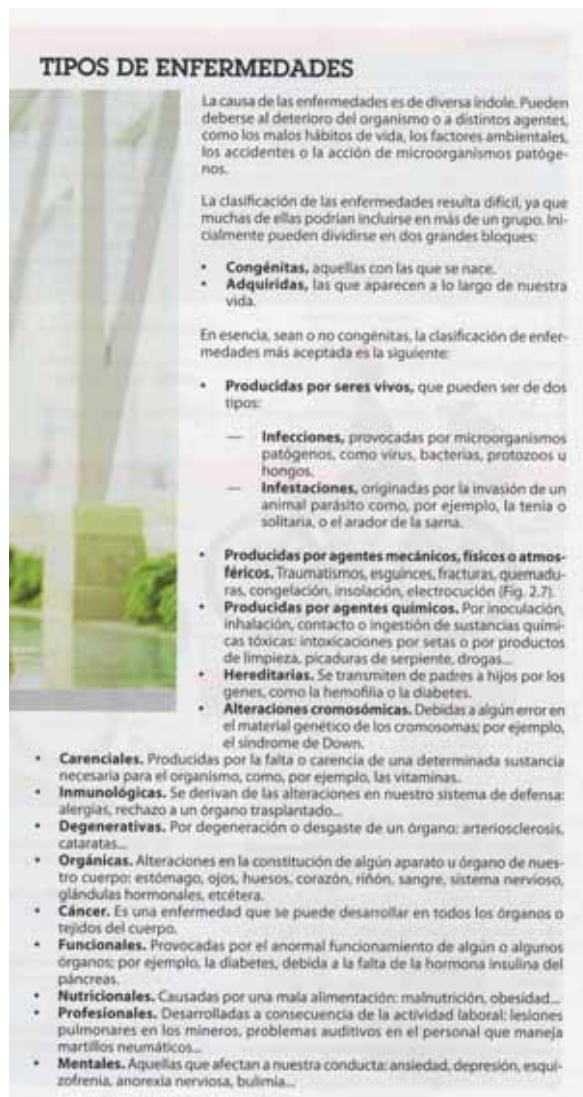 TIPOS DE ENFERMEDADES
La causa de las enfermedades es de diversa índole. Pueden
deberse al deterioro del organismo o a distintos agentes,
como los malos hábitos de vida, los factores ambientales,
los accidentes o la acción de microorganismos patóge-
nos.
La clasificación de las enfermedades resulta difícil, ya que
muchas de ellas podrían incluirse en más de un grupo. Ini-
cialmente pueden dividirse en dos grandes bloques:
• Congénitas, aquellas con las que se nace.
• Adquiridas, las que aparecen a lo largo de nuestra
vida.
En esencia, sean o no congénitas, la clasificación de enfer-
medades más aceptada es la siguiente:
• Producidas por seres vivos, que pueden ser de dos
tipos:
— Infecciones, provocadas por microorganismos
patógenos, como virus, bacterias, protozoos u
hongos.
— Infestaciones, originadas por la invasión de un
animal parásito como, por ejemplo, la tenia o
solitaria, o el arador de la sarna.
• Producidas por agentes mecánicos, físicos o atmos-
féricos. Traumatismos, esguinces, fracturas, quemadu-
ras, congelación, insolación, electrocución (Fig. 2.7).
• Producidas por agentes químicos. Por inoculación,
inhalación, contacto o ingestión de sustancias quími-
cas tóxicas: intoxicaciones por setas o por productos
de limpieza, picaduras de serpiente, drogas...
• Hereditarias. Se transmiten de padres a hijos por los
genes, como la hemofilia o la diabetes.
• Alteraciones cromosómicas. Debidas a algún error en
el material genético de los cromosomas; por ejemplo,
el síndrome de Down.
• Carenciales. Producidas por la falta o carencia de una determinada sustancia
necesaria para el organismo, como, por ejemplo, las vitaminas.
• Inmunológicas. Se derivan de las alteraciones en nuestro sistema de defensa:
alergias, rechazo a un órgano trasplantado...
• Degenerativas. Por degeneración o desgaste de un órgano: arteriosclerosis,
cataratas...
• Orgánicas. Alteraciones en la constitución de algún aparato u órgano de nues-
tro cuerpo: estómago, ojos, huesos, corazón, riñón, sangre, sistema nervioso,
glándulas hormonales, etcétera.
• Cáncer. Es una enfermedad que se puede desarrollar en todos los órganos o
tejidos del cuerpo.
• Funcionales. Provocadas por el anormal funcionamiento de algún o algunos
órganos; por ejemplo, la diabetes, debida a la falta de la hormona insulina del
páncreas.
• Nutricionales. Causadas por una mala alimentación: malnutrición, obesidad...
• Profesionales. Desarrolladas a consecuencia de la actividad laboral: lesiones
pulmonares en los mineros, problemas auditivos en el personal que maneja
martillos neumáticos...
• Mentales. Aquellas que afectan a nuestra conducta: ansiedad, depresión, esqui-
zofrenia, anorexia nerviosa, bulimia...